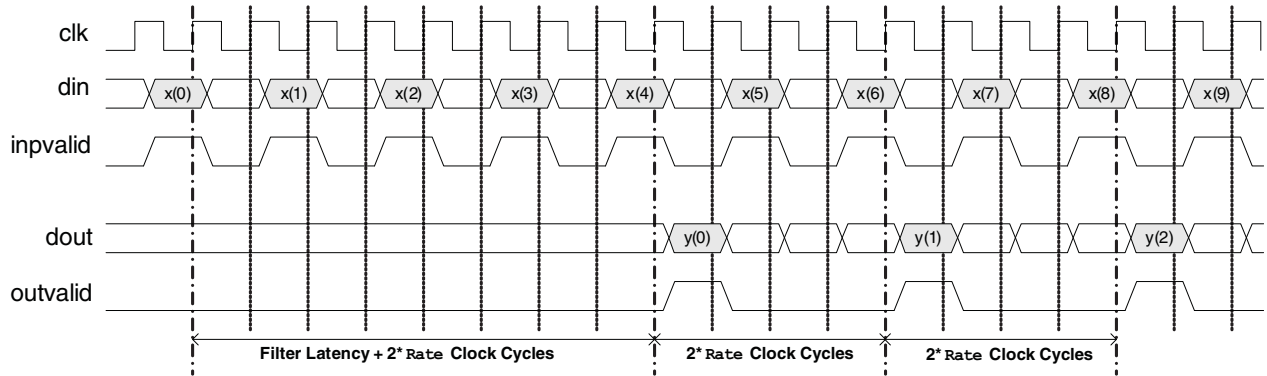 clk
din
x(0) x(1) x(2) x(3) x(4) x(5) x(6) x(7) x(8) x(9)
inpvalid
dout
y(0) y(1) y(2)
outvalid
Filter Latency + 2* Rate Clock Cycles
2* Rate Clock Cycles
2* Rate Clock Cycles